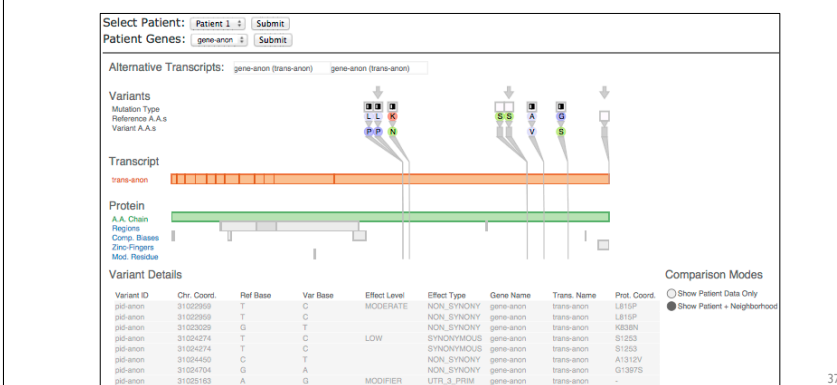 Select Patient: Patient 1 Submit
Patient Genes: gene-anon Submit
Alternative Transcripts: gene-anon (trans-anon) gene-anon (trans-anon)
Variants
Mutation Type
Reference A.A.s L L K S S A G
Variant A.A.s P P N V S
Transcript
trans-anon
Protein
A.A. Chain
Regions
Comp. Biases
Zinc-Fingers
Mod. Residue
Variant Details
Variant ID Chr. Coord. Ref Base Var Base Effect Level Effect Type Gene Name Trans. Name Prot. Coord.
pid-anon 31022959 T C MODERATE NON_SYNONY gene-anon trans-anon L815P
pid-anon 31022959 T C NON_SYNONY gene-anon trans-anon L815P
pid-anon 31023029 G T NON_SYNONY gene-anon trans-anon K838N
pid-anon 31024274 T C LOW SYNONYMOUS gene-anon trans-anon S1253
pid-anon 31024274 T C SYNONYMOUS gene-anon trans-anon S1253
pid-anon 31024450 C T NON_SYNONY gene-anon trans-anon A1312V
pid-anon 31024704 G A NON_SYNONY gene-anon trans-anon G1397S
pid-anon 31025163 A G MODIFIER UTR_3_PRIM gene-anon trans-anon -
Comparison Modes
Show Patient Data Only
Show Patient + Neighborhood